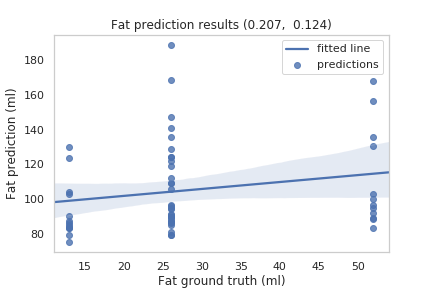 Fat prediction results (0.207,  0.124)
fitted line
predictions
Fat prediction (ml)
180
160
140
120
100
80
15 20 25 30 35 40 45 50
Fat ground truth (ml)